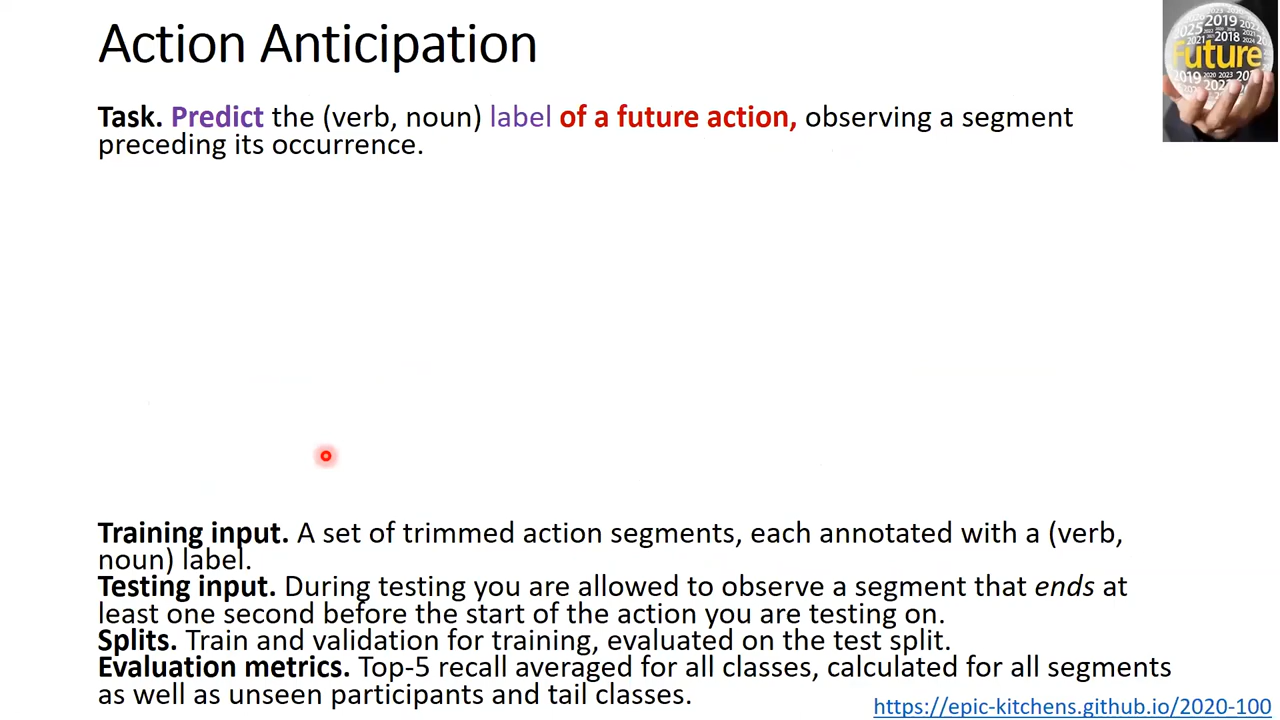 Action Anticipation
Task. Predict the (verb, noun) label of a future action, observing a segment
preceding its occurrence.
Future
2019
2025
2018
2021
2019
Training input. A set of trimmed action segments, each annotated with a (verb,
noun) label.
Testing input. During testing you are allowed to observe a segment that ends at
least one second before the start of the action you are testing on.
Splits. Train and validation for training, evaluated on the test split.
Evaluation metrics. Top-5 recall averaged for all classes, calculated for all segments
as well as unseen participants and tail classes.
https://epic-kitchens.github.io/2020-100